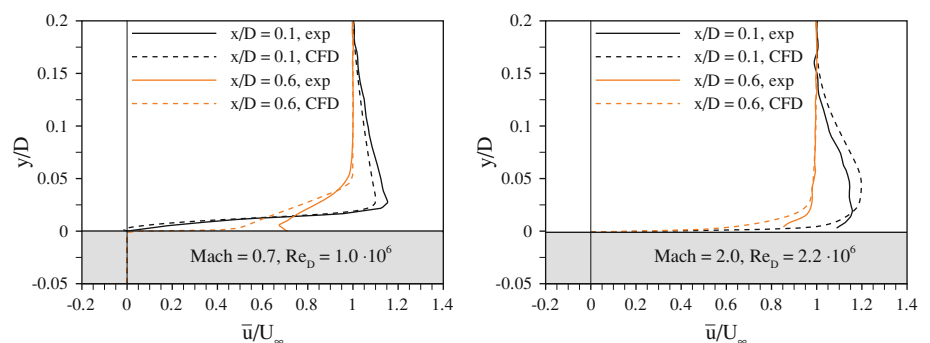 0.2
0.15
0.1
0.05
0
-0.05
y/D
x/D = 0.1, exp
x/D = 0.1, CFD
x/D = 0.6, exp
x/D = 0.6, CFD
Mach = 0.7, Re_D = 1.0 ·10⁶
-0.2 0 0.2 0.4 0.6 0.8 1 1.2 1.4
u̅/U_∞
0.2
0.15
0.1
0.05
0
-0.05
y/D
x/D = 0.1, exp
x/D = 0.1, CFD
x/D = 0.6, exp
x/D = 0.6, CFD
Mach = 2.0, Re_D = 2.2 ·10⁶
-0.2 0 0.2 0.4 0.6 0.8 1 1.2 1.4
u̅/U_∞